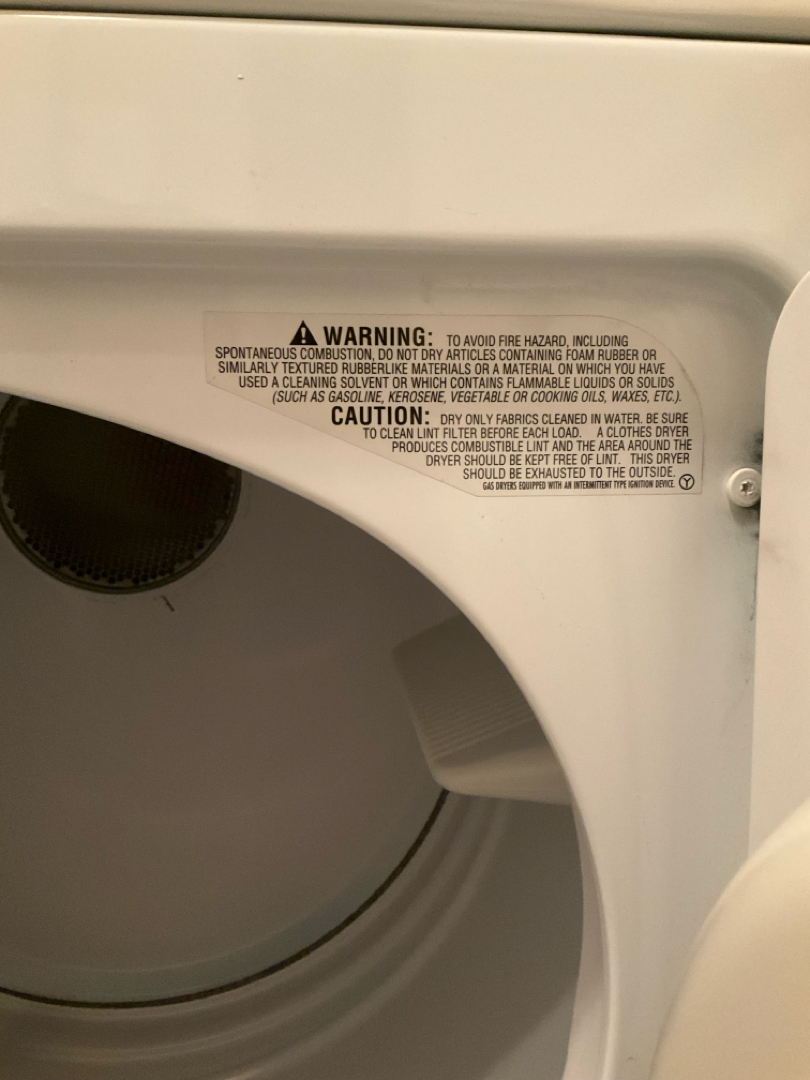 WARNING: TO AVOID FIRE HAZARD, INCLUDING
SPONTANEOUS COMBUSTION, DO NOT DRY ARTICLES CONTAINING FOAM RUBBER OR
SIMILARLY TEXTURED RUBBERLIKE MATERIALS OR A MATERIAL ON WHICH YOU HAVE
USED A CLEANING SOLVENT OR WHICH CONTAINS FLAMMABLE LIQUIDS OR SOLIDS
(SUCH AS GASOLINE, KEROSENE, VEGETABLE OR COOKING OILS, WAXES, ETC.).
CAUTION: DRY ONLY FABRICS CLEANED IN WATER. BE SURE
TO CLEAN LINT FILTER BEFORE EACH LOAD. A CLOTHES DRYER
PRODUCES COMBUSTIBLE LINT AND THE AREA AROUND THE
DRYER SHOULD BE KEPT FREE OF LINT. THIS DRYER
SHOULD BE EXHAUSTED TO THE OUTSIDE.
GAS DRYERS EQUIPPED WITH AN INTERMITTENT TYPE IGNITION DEVICE. Y